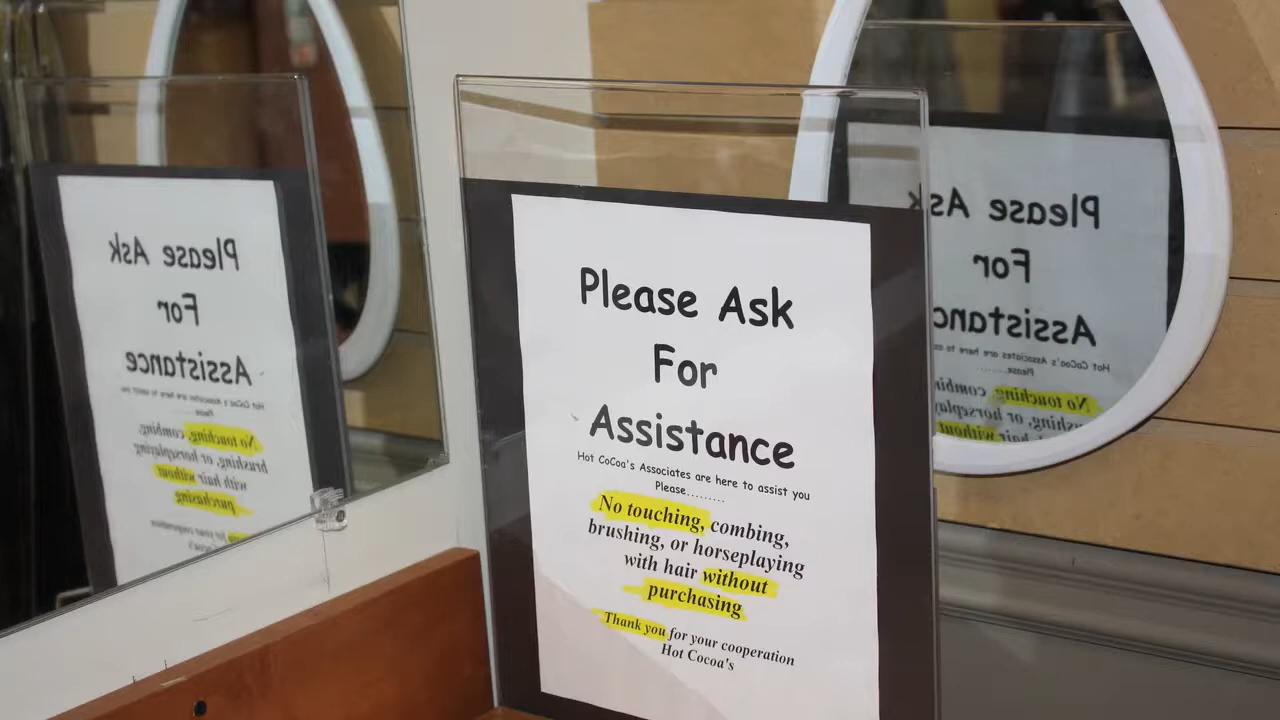 Please Ask
For
Assistance
Hot CoCoa's Associates are here to assist you
Please.........
No touching, combing,
brushing, or horseplaying
with hair without
purchasing
Thank you for your cooperation
Hot Cocoa's